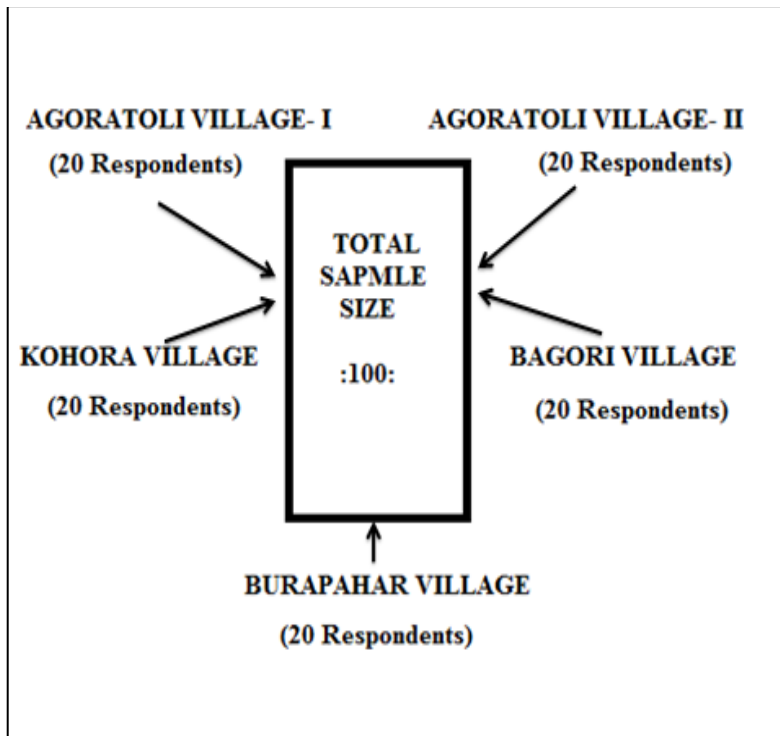 AGORATOLI VILLAGE- I
(20 Respondents)
AGORATOLI VILLAGE- II
(20 Respondents)
TOTAL
SAPMLE
SIZE
:100:
KOHORA VILLAGE
(20 Respondents)
BAGORI VILLAGE
(20 Respondents)
BURAPAHAR VILLAGE
(20 Respondents)